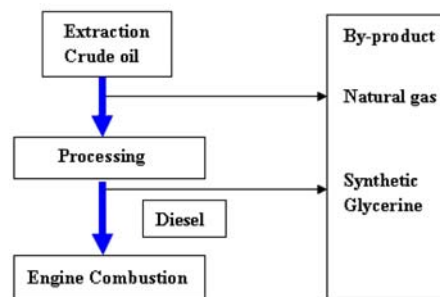 Extraction
Crude oil
By-product
Natural gas
Processing
Synthetic
Glycerine
Diesel
Engine Combustion